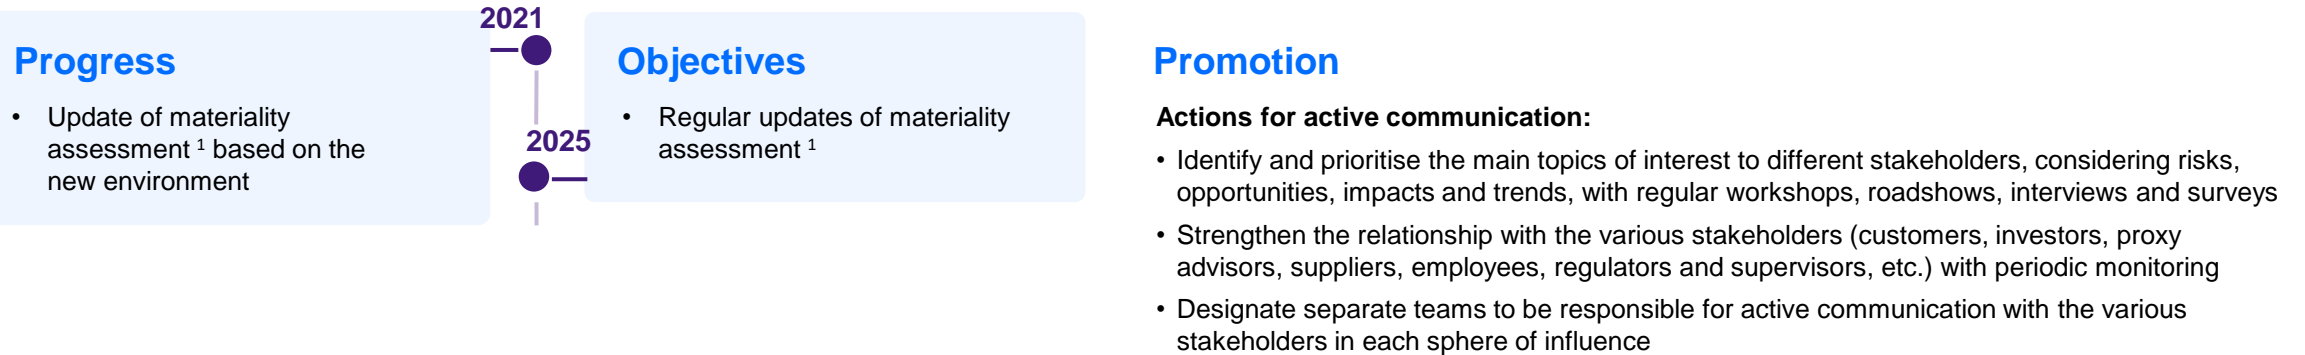 2021
Progress
• Update of materiality
assessment ¹ based on the
new environment
2025
Objectives
• Regular updates of materiality
assessment ¹
Promotion
Actions for active communication:
• Identify and prioritise the main topics of interest to different stakeholders, considering risks,
opportunities, impacts and trends, with regular workshops, roadshows, interviews and surveys
• Strengthen the relationship with the various stakeholders (customers, investors, proxy
advisors, suppliers, employees, regulators and supervisors, etc.) with periodic monitoring
• Designate separate teams to be responsible for active communication with the various
stakeholders in each sphere of influence